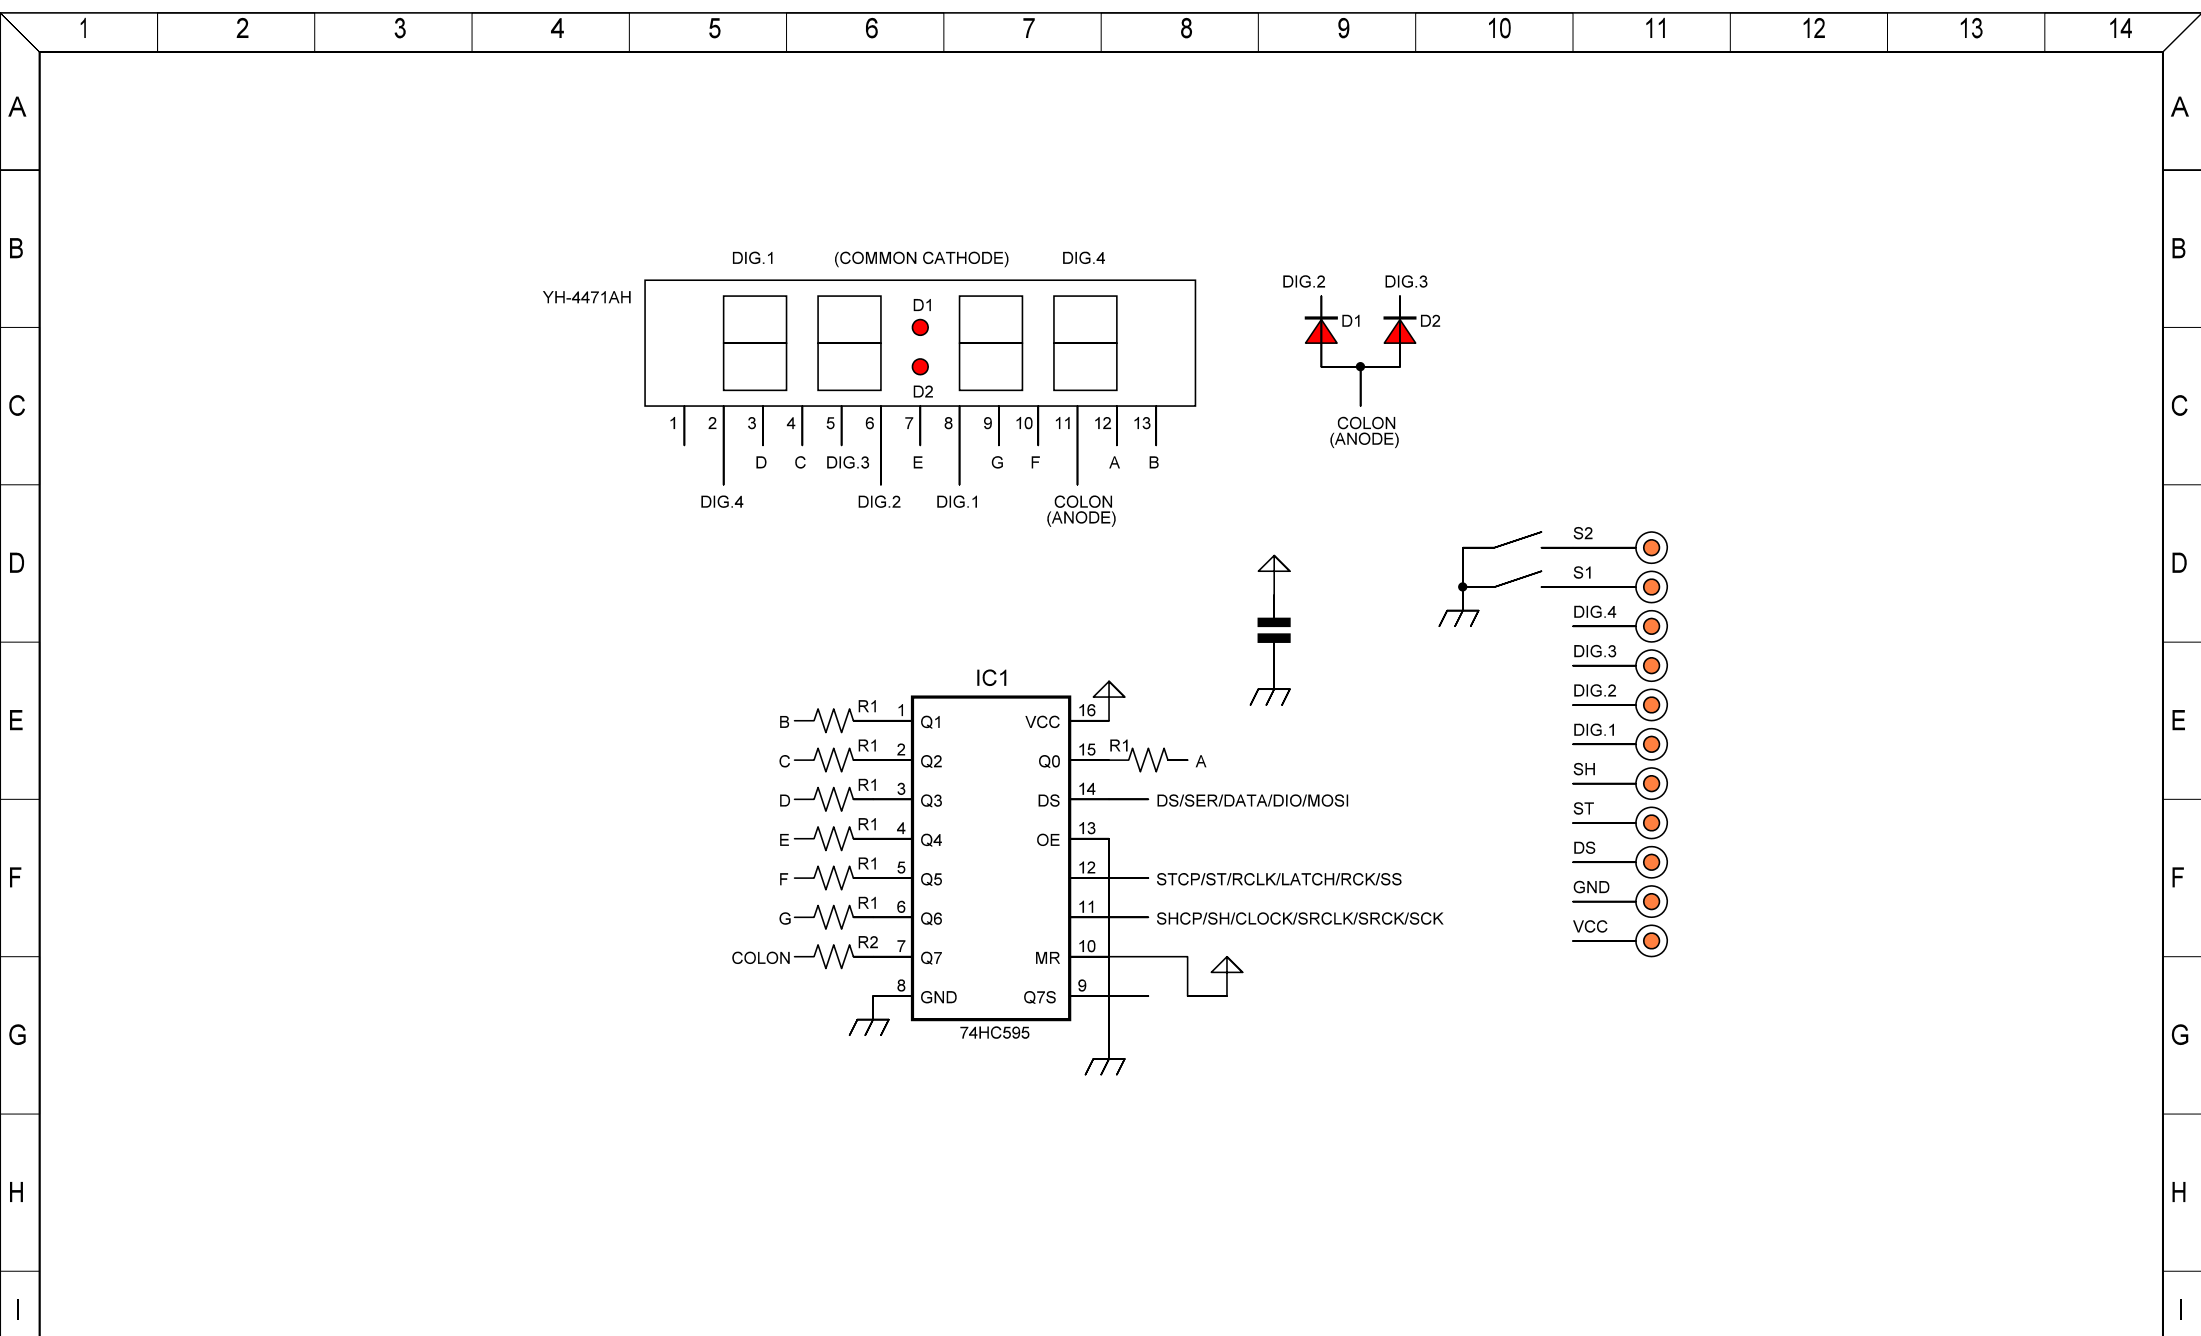 1 2 3 4 5 6 7 8 9 10 11 12 13 14
A A
B B
C C
D D
E E
F F
G G
H H
I I
DIG.1 (COMMON CATHODE) DIG.4
YH-4471AH
D1
D2
1 2 3 4 5 6 7 8 9 10 11 12 13
D C DIG.3 E G F A B
DIG.4 DIG.2 DIG.1 COLON
(ANODE)
DIG.2 DIG.3
D1 D2
COLON
(ANODE)
S2
S1
DIG.4
DIG.3
DIG.2
DIG.1
SH
ST
DS
GND
VCC
IC1
B R1 1 Q1 VCC 16
C R1 2 Q2 Q0 15 R1 A
D R1 3 Q3 DS 14 DS/SER/DATA/DIO/MOSI
E R1 4 Q4 OE 13
F R1 5 Q5 12 STCP/ST/RCLK/LATCH/RCK/SS
G R1 6 Q6 11 SHCP/SH/CLOCK/SRCLK/SRCK/SCK
COLON R2 7 Q7 MR 10
8 GND Q7S 9
74HC595